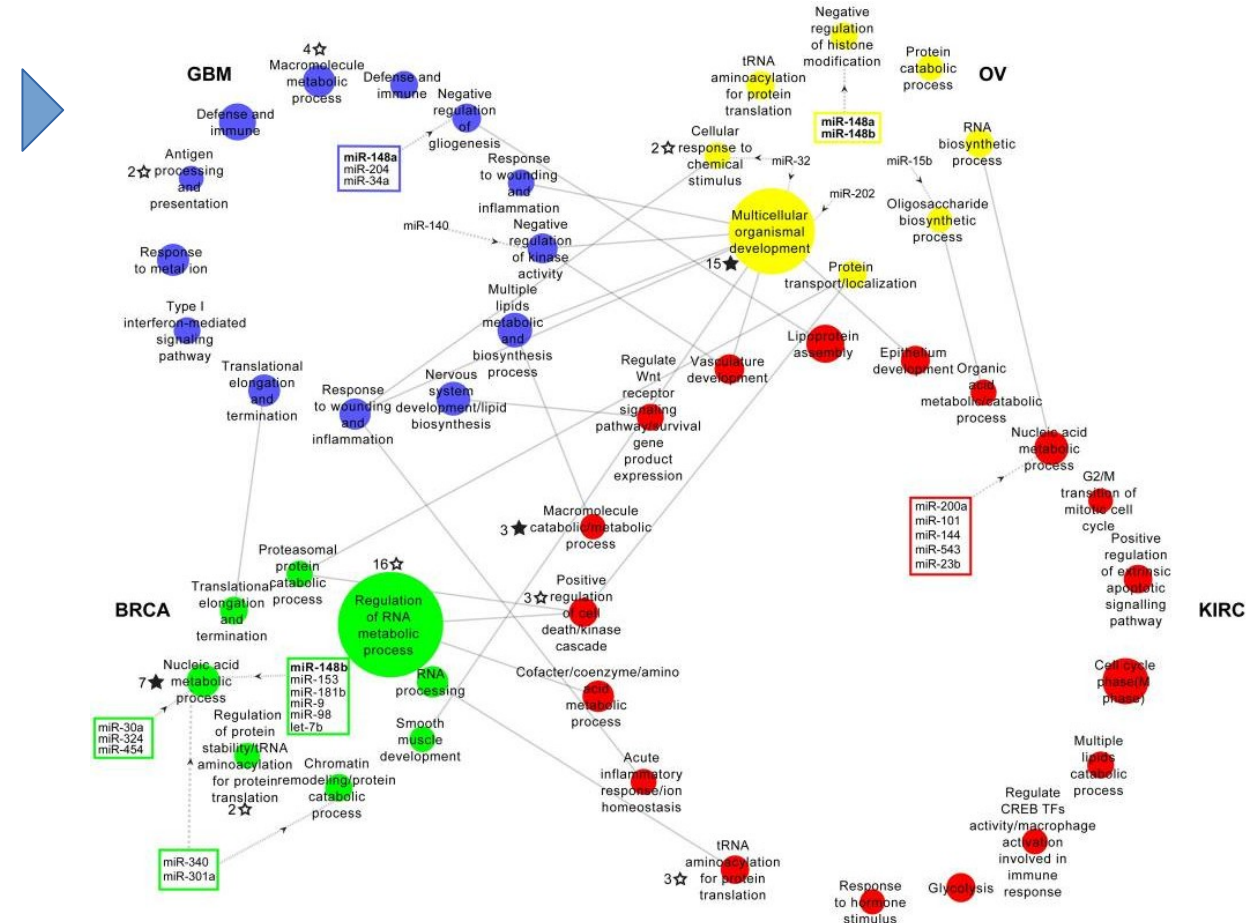 GBM
4☆
Macromolecule
metabolic
process
Defense and
immune
Defense and
immune
Negative
regulation
of
gliogenesis
miR-148a
miR-204
miR-34a
2☆
Antigen
processing
and
presentation
Response
to wounding
and
inflammation
miR-140
Negative
regulation
of kinase
activity
Response
to metal ion
Type I
interferon-mediated
signaling
pathway
Multiple
lipids
metabolic
and
biosynthesis
process
Translational
elongation
and
termination
Response
to wounding
and
inflammation
Nervous
system
development/lipid
biosynthesis
OV
Negative
regulation
of histone
modification
Protein
catabolic
process
tRNA
aminoacylation
for protein
translation
miR-148a
miR-148b
2☆
Cellular
response to
chemical
stimulus
miR-32
miR-202
miR-15b
RNA
biosynthetic
process
Oligosaccharide
biosynthetic
process
Multicellular
organismal
development
15★
Protein
transport/localization
KIRC
Lipoprotein
assembly
Vasculature
development
Regulate
Wnt
receptor
signaling
pathway/survival
gene
product
expression
Epithelium
development
Organic
acid
metabolic/catabolic
process
Nucleic acid
metabolic
process
miR-200a
miR-101
miR-144
miR-543
miR-23b
G2/M
transition of
mitotic cell
cycle
Positive
regulation
of extrinsic
apoptotic
signalling
pathway
Cell cycle
phase(M
phase)
Multiple
lipids
catabolic
process
Regulate
CREB TFs
activity/macrophage
activation
involved in
immune
response
Glycolysis
Response
to hormone
stimulus
3★
Macromolecule
catabolic/metabolic
process
3☆
Positive
regulation
of cell
death/kinase
cascade
Cofacter/coenzyme/amino
acid
metabolic
process
Acute
inflammatory
response/ion
homeostasis
3☆
tRNA
aminoacylation
for protein
translation
BRCA
Proteasomal
protein
catabolic
process
16☆
Regulation
of RNA
metabolic
process
Translational
elongation
and
termination
7★
Nucleic acid
metabolic
process
miR-148b
miR-153
miR-181b
miR-9
miR-98
let-7b
miR-30a
miR-324
miR-454
RNA
processing
Smooth
muscle
development
Regulation
of protein
stability/tRNA
aminoacylation
for protein
translation
2☆
Chromatin
remodeling/protein
catabolic
process
miR-340
miR-301a